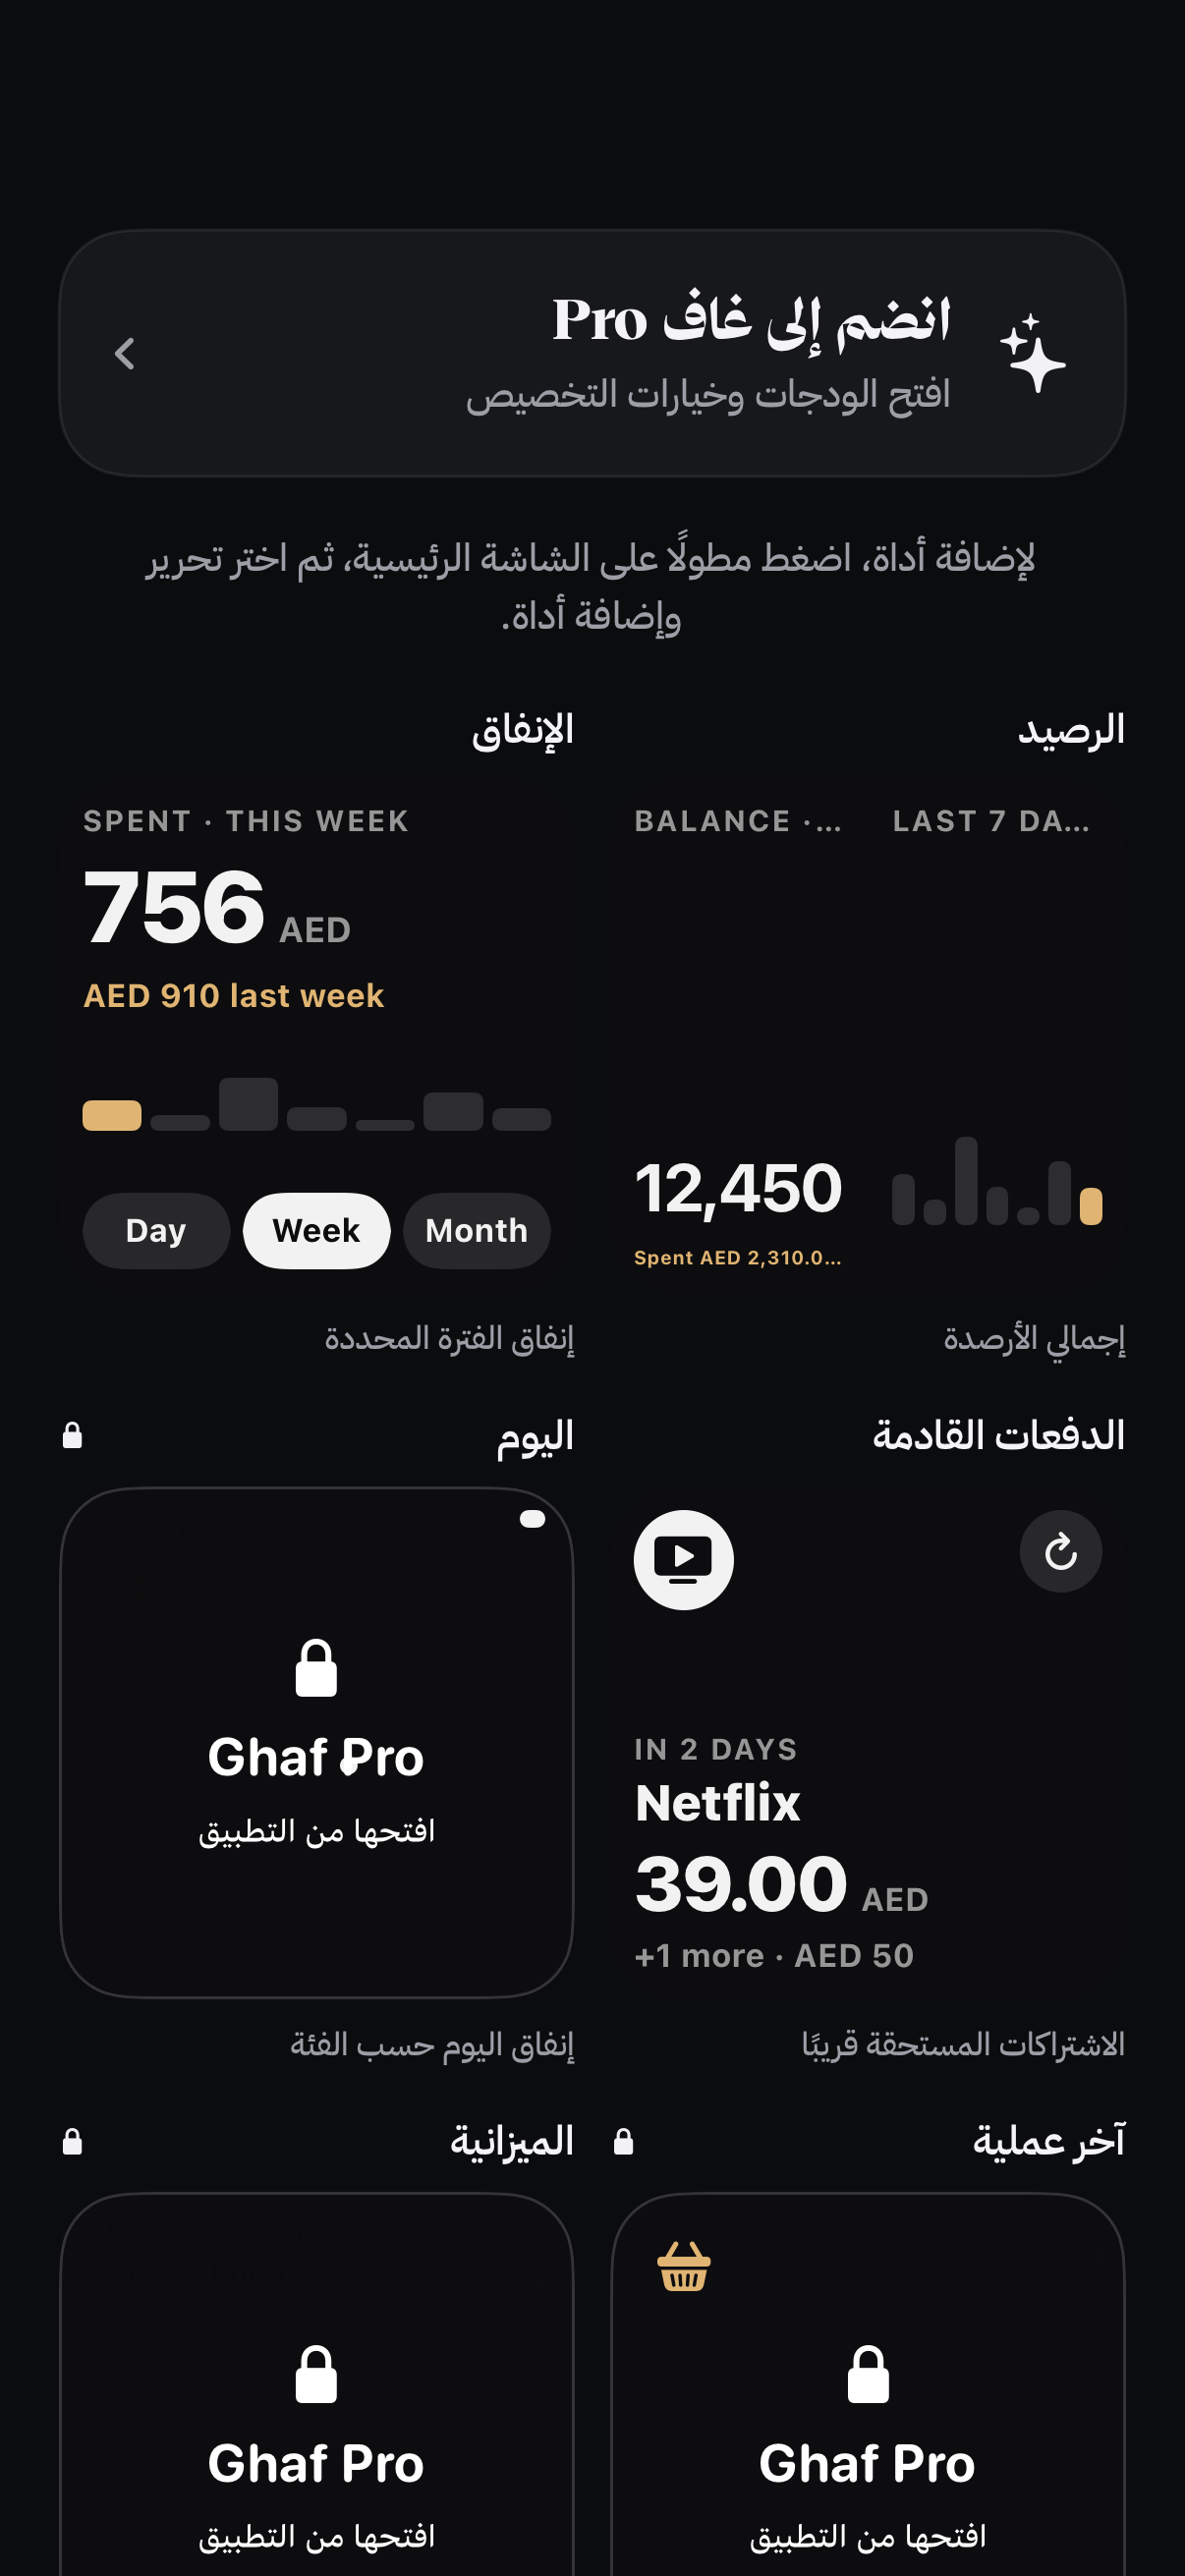 انضم إلى غاف Pro
افتح الودجات وخيارات التخصيص
لإضافة أداة، اضغط مطولًا على الشاشة الرئيسية، ثم اختر تحرير
وإضافة أداة.
الرصيد
BALANCE ·...
LAST 7 DA...
12,450
Spent AED 2,310.0...
إجمالي الأرصدة
الإنفاق
SPENT · THIS WEEK
756 AED
AED 910 last week
Day Week Month
إنفاق الفترة المحددة
الدفعات القادمة
IN 2 DAYS
Netflix
39.00 AED
+1 more · AED 50
الاشتراكات المستحقة قريبًا
اليوم
Ghaf Pro
افتحها من التطبيق
إنفاق اليوم حسب الفئة
آخر عملية
Ghaf Pro
افتحها من التطبيق
الميزانية
Ghaf Pro
افتحها من التطبيق